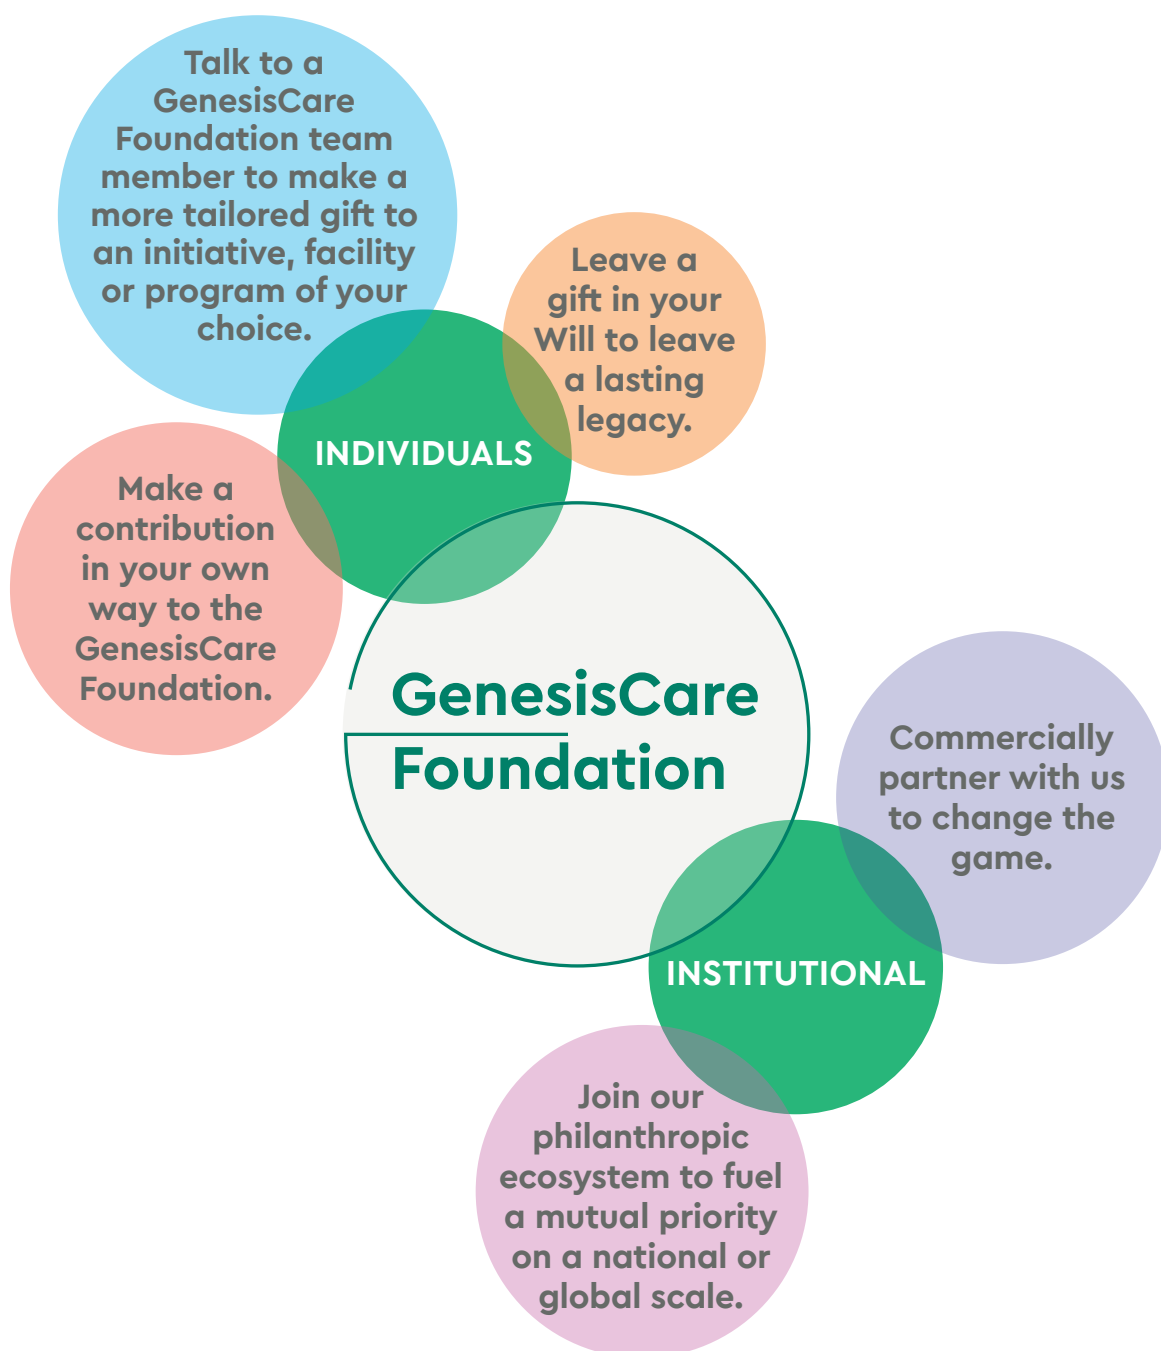 Talk to a
GenesisCare
Foundation team
member to make a
more tailored gift to
an initiative, facility
or program of your
choice.
Leave a
gift in your
Will to leave
a lasting
legacy.
INDIVIDUALS
Make a
contribution
in your own
way to the
GenesisCare
Foundation.
GenesisCare
Foundation
Commercially
partner with us
to change the
game.
INSTITUTIONAL
Join our
philanthropic
ecosystem to fuel
a mutual priority
on a national or
global scale.